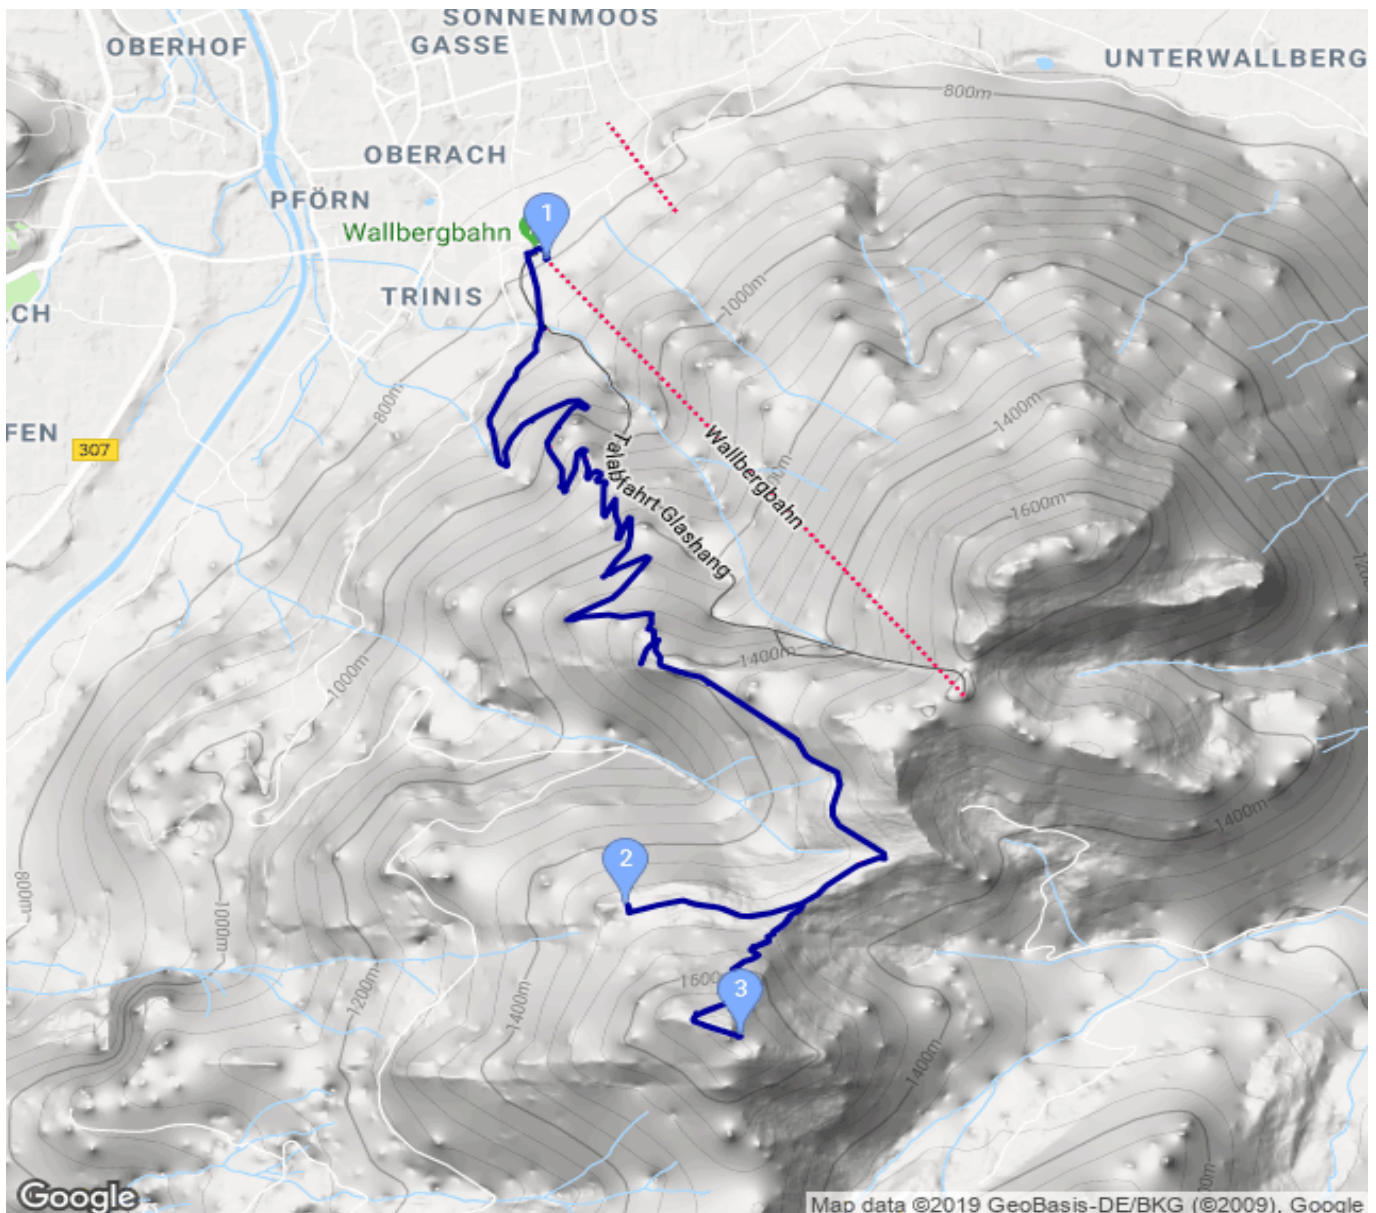 SONNENMOOS
GASSE
OBERHOF
UNTERWALLBERG
800m
OBERACH
PFÖRN
1
Wallbergbahn
TRINIS
1000m
CH
800m
1400m
FEN
307
Wallbergbahn
Talabfahrt Glashang
1600m
1400m
1000m
1400m
2
800m
1000m
1600m
3
1200m
1400m
1400m
Google
Map data ©2019 GeoBasis-DE/BKG (©2009), Google